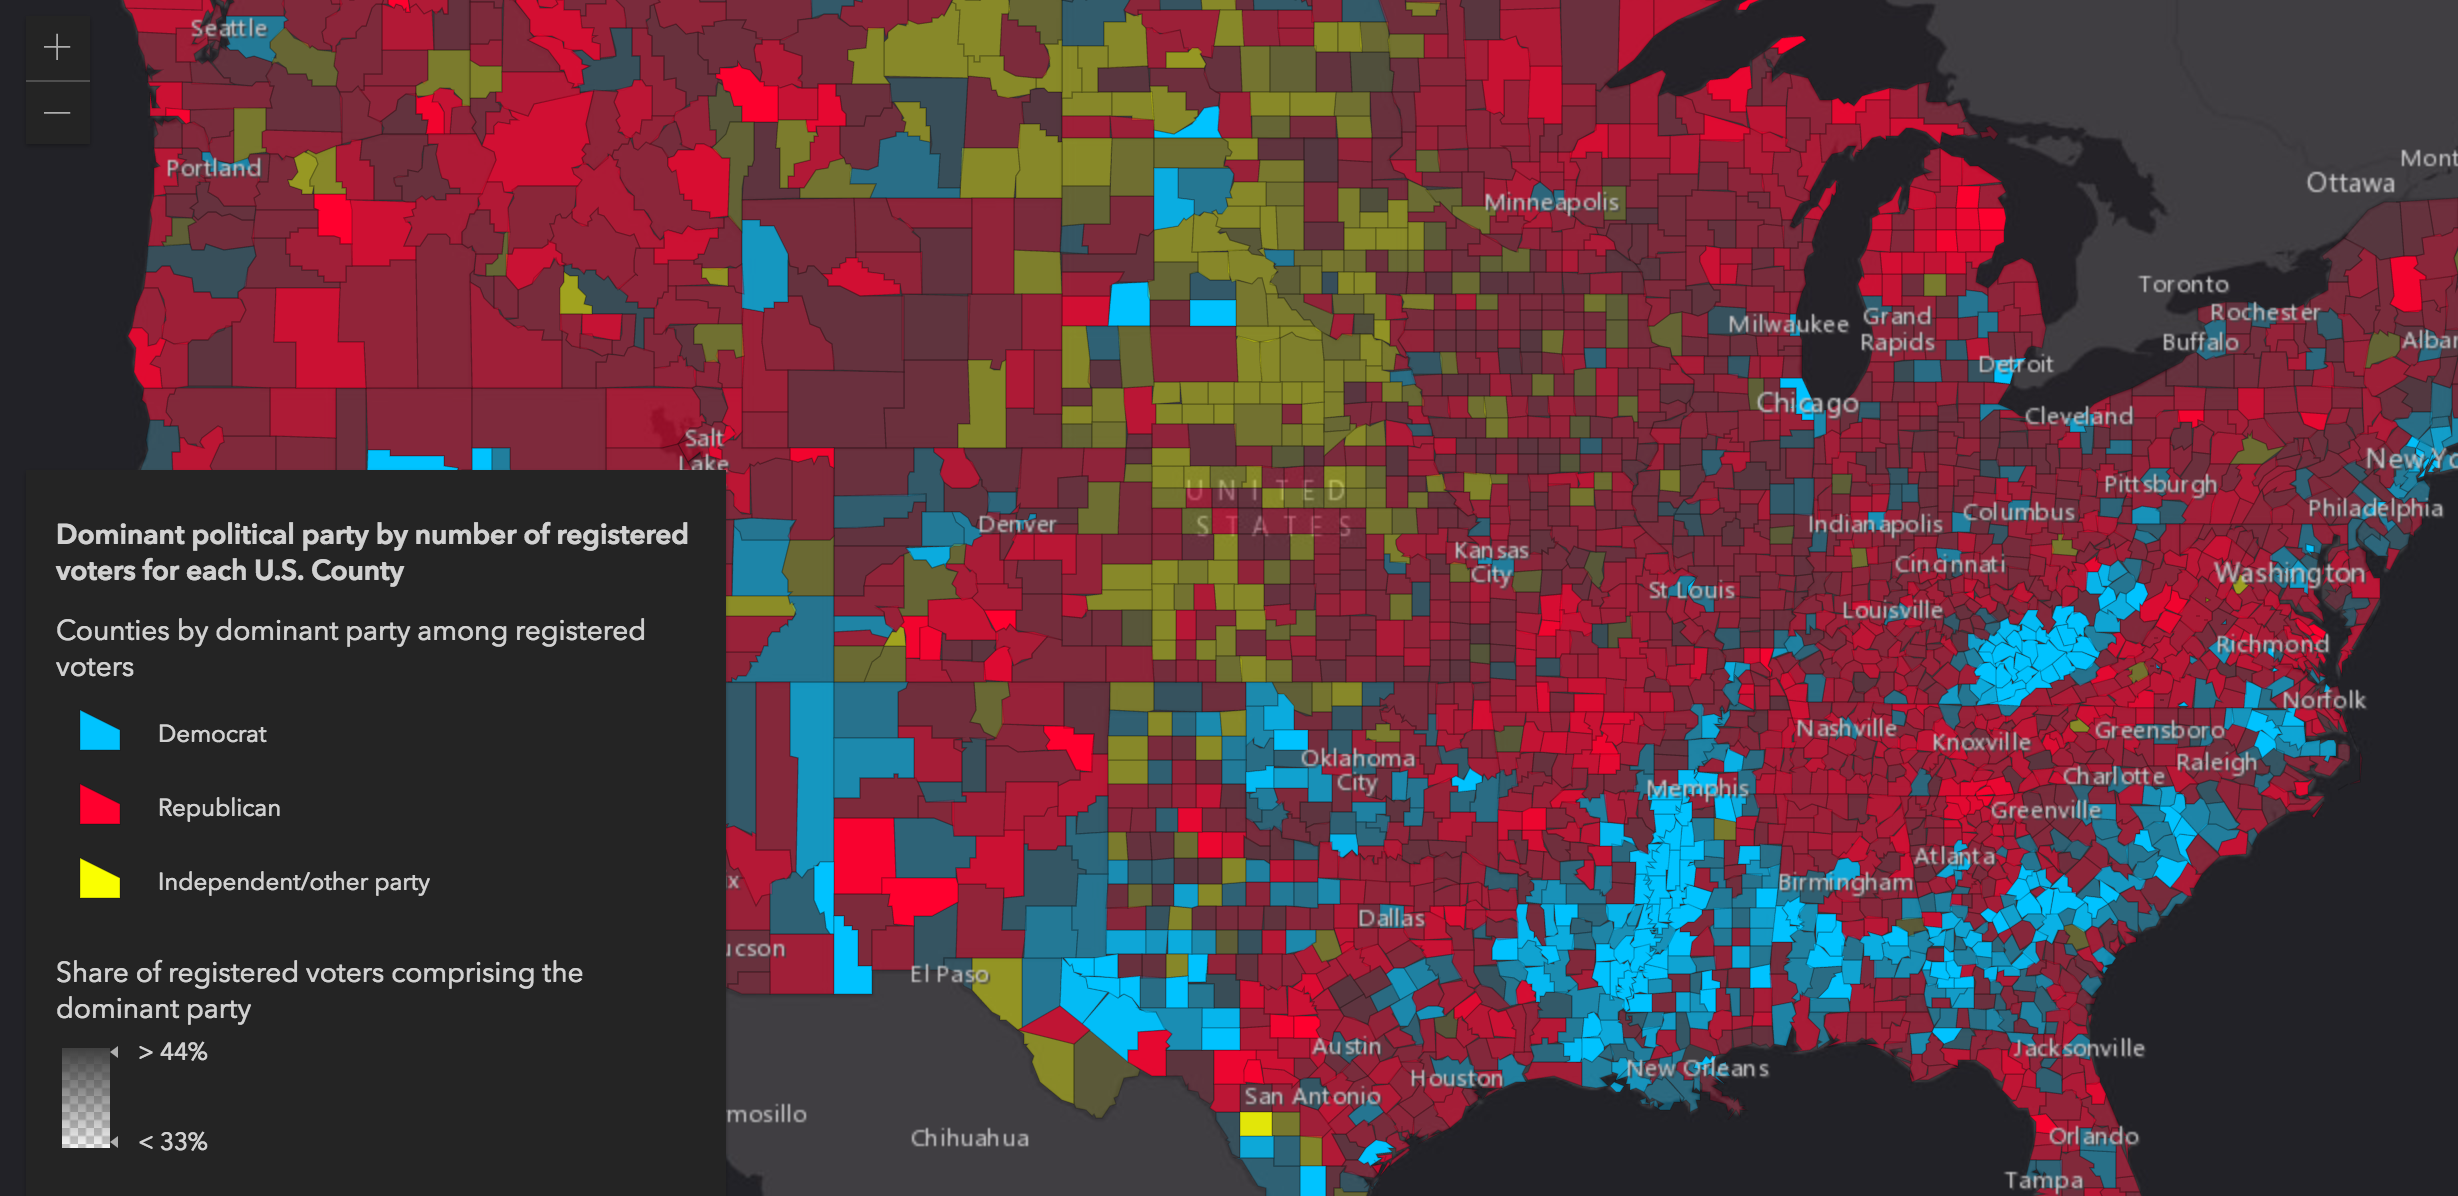 Seattle
+
−
Portland
Minneapolis
Mont
Ottawa
Toronto
Rochester
Milwaukee
Grand
Rapids
Buffalo
Alba
Detroit
Chicago
Cleveland
Salt
Lake
New Yo
Pittsburgh
Philadelphia
UNITED
STATES
Denver
Indianapolis
Columbus
Kansas
City
Cincinnati
Washington
St Louis
Louisville
Richmond
Norfolk
Nashville
Knoxville
Greensboro
Oklahoma
City
Raleigh
Charlotte
Memphis
Greenville
Atlanta
Birmingham
x
Dallas
ucson
El Paso
Austin
Jacksonville
New Orleans
Houston
San Antonio
mosillo
Chihuahua
Orlando
Tampa
Dominant political party by number of registered
voters for each U.S. County
Counties by dominant party among registered
voters
Democrat
Republican
Independent/other party
Share of registered voters comprising the
dominant party
> 44%
< 33%